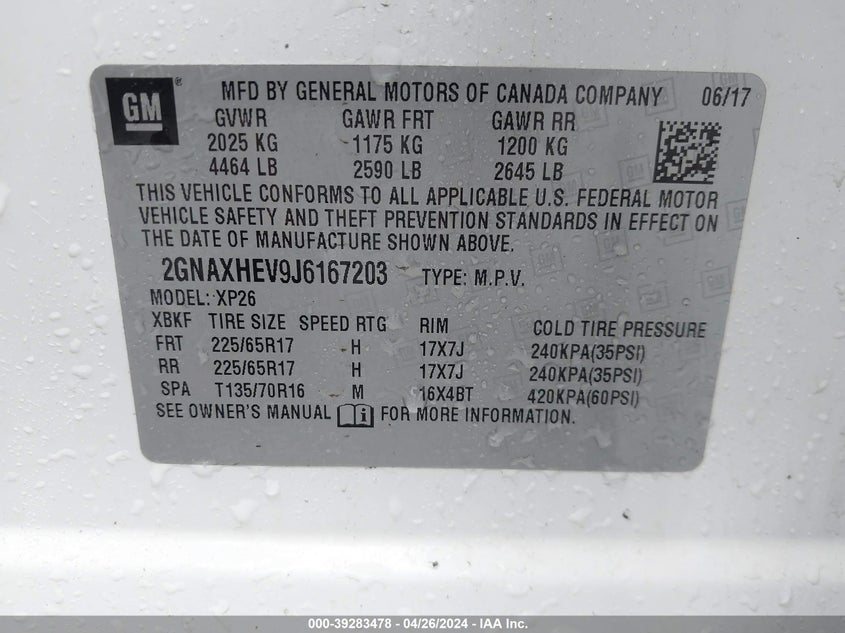 GM ® MFD BY GENERAL MOTORS OF CANADA COMPANY 06/17
GVWR GAWR FRT GAWR RR
2025 KG 1175 KG 1200 KG
4464 LB 2590 LB 2645 LB
THIS VEHICLE CONFORMS TO ALL APPLICABLE U.S. FEDERAL MOTOR
VEHICLE SAFETY AND THEFT PREVENTION STANDARDS IN EFFECT ON
THE DATE OF MANUFACTURE SHOWN ABOVE.
2GNAXHEV9J6167203 TYPE: M.P.V.
MODEL: XP26
XBKF TIRE SIZE SPEED RTG RIM COLD TIRE PRESSURE
FRT 225/65R17 H 17X7J 240KPA(35PSI)
RR 225/65R17 H 17X7J 240KPA(35PSI)
SPA T135/70R16 M 16X4BT 420KPA(60PSI)
SEE OWNER'S MANUAL FOR MORE INFORMATION.
000-39283478 - 04/26/2024 - IAA Inc.